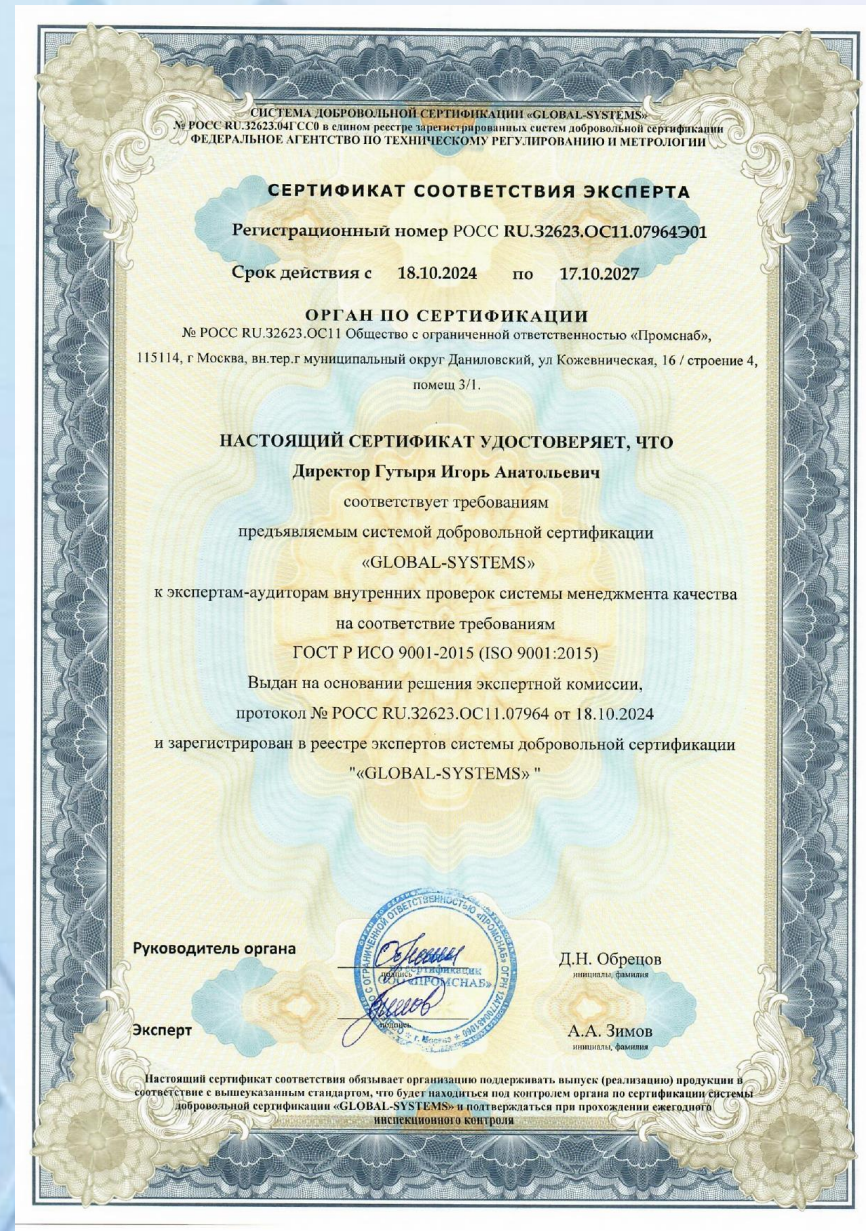 СИСТЕМА ДОБРОВОЛЬНОЙ СЕРТИФИКАЦИИ «GLOBAL-SYSTEMS»
№ РОСС RU.32623.04ГСС0 в едином реестре зарегистрированных систем добровольной сертификации
ФЕДЕРАЛЬНОЕ АГЕНТСТВО ПО ТЕХНИЧЕСКОМУ РЕГУЛИРОВАНИЮ И МЕТРОЛОГИИ
СЕРТИФИКАТ СООТВЕТСТВИЯ ЭКСПЕРТА
Регистрационный номер РОСС RU.32623.ОС11.07964Э01
Срок действия с 18.10.2024 по 17.10.2027
ОРГАН ПО СЕРТИФИКАЦИИ
№ РОСС RU.32623.ОС11 Общество с ограниченной ответственностью «Промснаб»,
115114, г Москва, вн.тер.г муниципальный округ Даниловский, ул Кожевническая, 16 / строение 4,
помещ 3/1.
НАСТОЯЩИЙ СЕРТИФИКАТ УДОСТОВЕРЯЕТ, ЧТО
Директор Гутыря Игорь Анатольевич
соответствует требованиям
предъявляемым системой добровольной сертификации
«GLOBAL-SYSTEMS»
к экспертам-аудиторам внутренних проверок системы менеджмента качества
на соответствие требованиям
ГОСТ Р ИСО 9001-2015 (ISO 9001:2015)
Выдан на основании решения экспертной комиссии,
протокол № РОСС RU.32623.ОС11.07964 от 18.10.2024
и зарегистрирован в реестре экспертов системы добровольной сертификации
"«GLOBAL-SYSTEMS» "
Руководитель органа
подпись
Д.Н. Обрецов
инициалы, фамилия
сертификации
ООО «ПРОМСНАБ»
г. Москва
Эксперт
подпись
А.А. Зимов
инициалы, фамилия
Настоящий сертификат соответствия обязывает организацию поддерживать выпуск (реализацию) продукции в
соответствие с вышеуказанным стандартом, что будет находиться под контролем органа по сертификации системы
добровольной сертификации «GLOBAL-SYSTEMS» и подтверждаться при прохождении ежегодного
инспекционного контроля